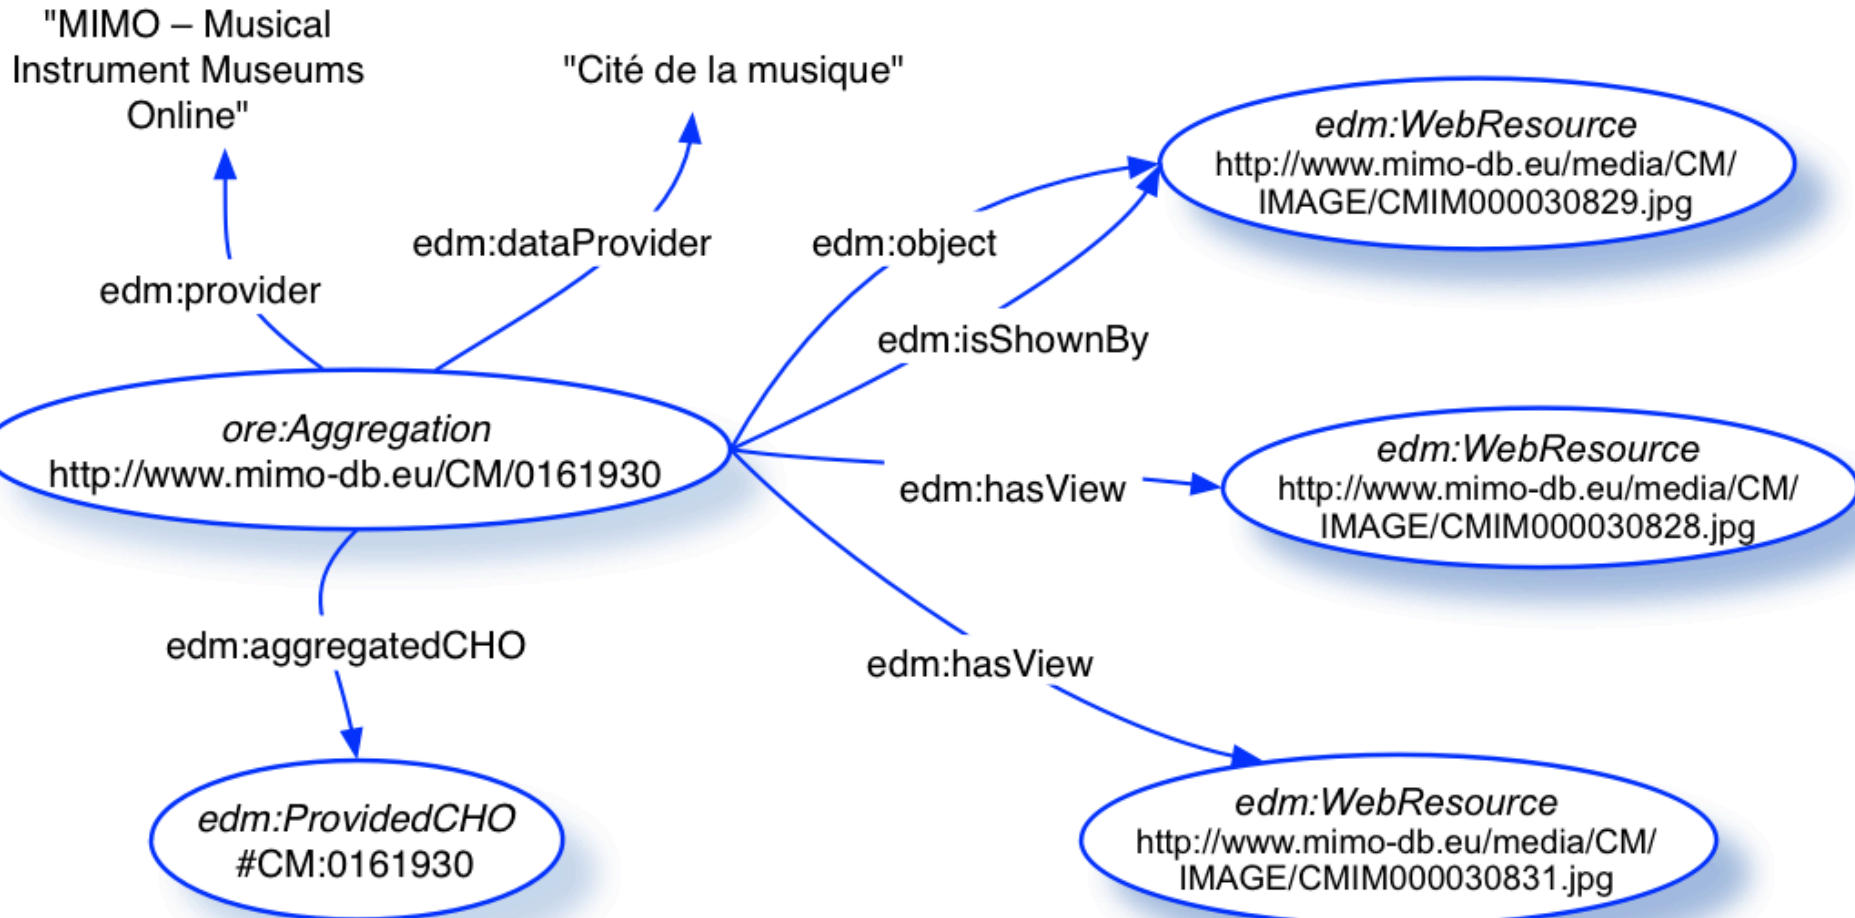 "MIMO – Musical
Instrument Museums
Online"
"Cité de la musique"
edm:WebResource
http://www.mimo-db.eu/media/CM/
IMAGE/CMIM000030829.jpg
edm:dataProvider
edm:object
edm:provider
edm:isShownBy
ore:Aggregation
http://www.mimo-db.eu/CM/0161930
edm:hasView
edm:WebResource
http://www.mimo-db.eu/media/CM/
IMAGE/CMIM000030828.jpg
edm:aggregatedCHO
edm:hasView
edm:ProvidedCHO
#CM:0161930
edm:WebResource
http://www.mimo-db.eu/media/CM/
IMAGE/CMIM000030831.jpg